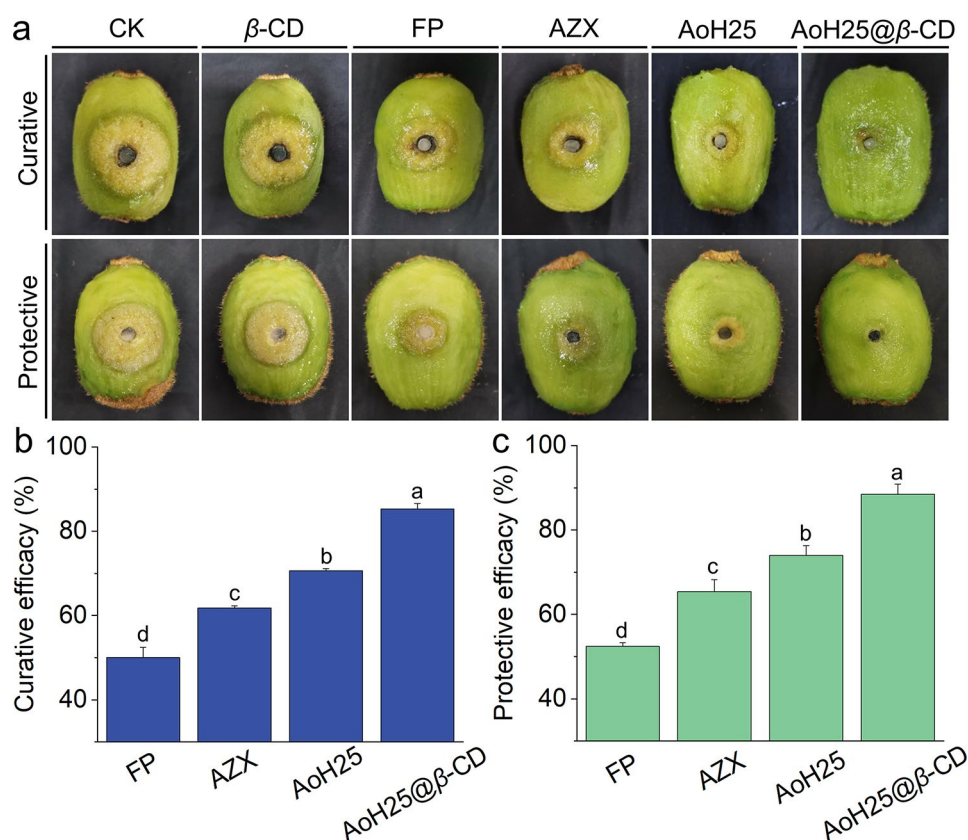 a
CK β-CD FP AZX AoH25 AoH25@β-CD
Curative
Protective
b
100
80
60
40
Curative efficacy (%)
d
c
b
a
FP AZX AoH25 AoH25@β-CD
c
100
80
60
40
Protective efficacy (%)
d
c
b
a
FP AZX AoH25 AoH25@β-CD